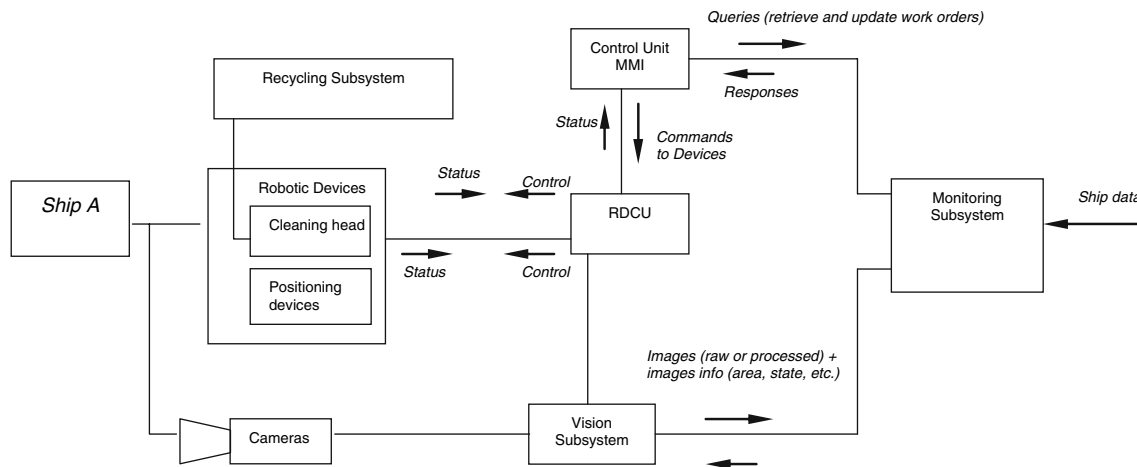 Queries (retrieve and update work orders)
Control Unit
MMI
Responses
Recycling Subsystem
Status
Commands
to Devices
Ship A
Robotic Devices
Cleaning head
Positioning
devices
Status
Control
RDCU
Status
Control
Monitoring
Subsystem
Ship data
Images (raw or processed) +
images info (area, state, etc.)
Cameras
Vision
Subsystem